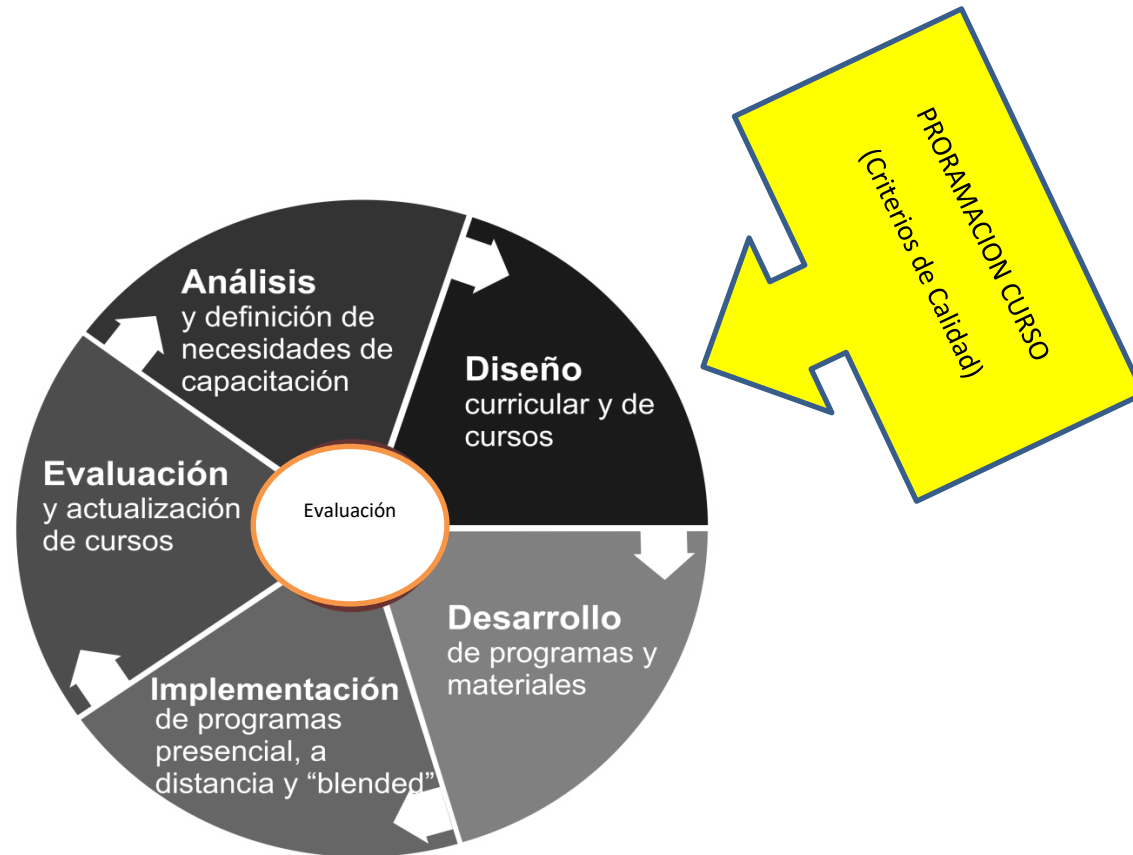 PRORAMACION CURSO
(Criterios de Calidad)
Análisis
y definición de
necesidades de
capacitación
Diseño
curricular y de
cursos
Evaluación
y actualización
de cursos
Evaluación
Desarrollo
de programas y
materiales
Implementación
de programas
presencial, a
distancia y “blended”